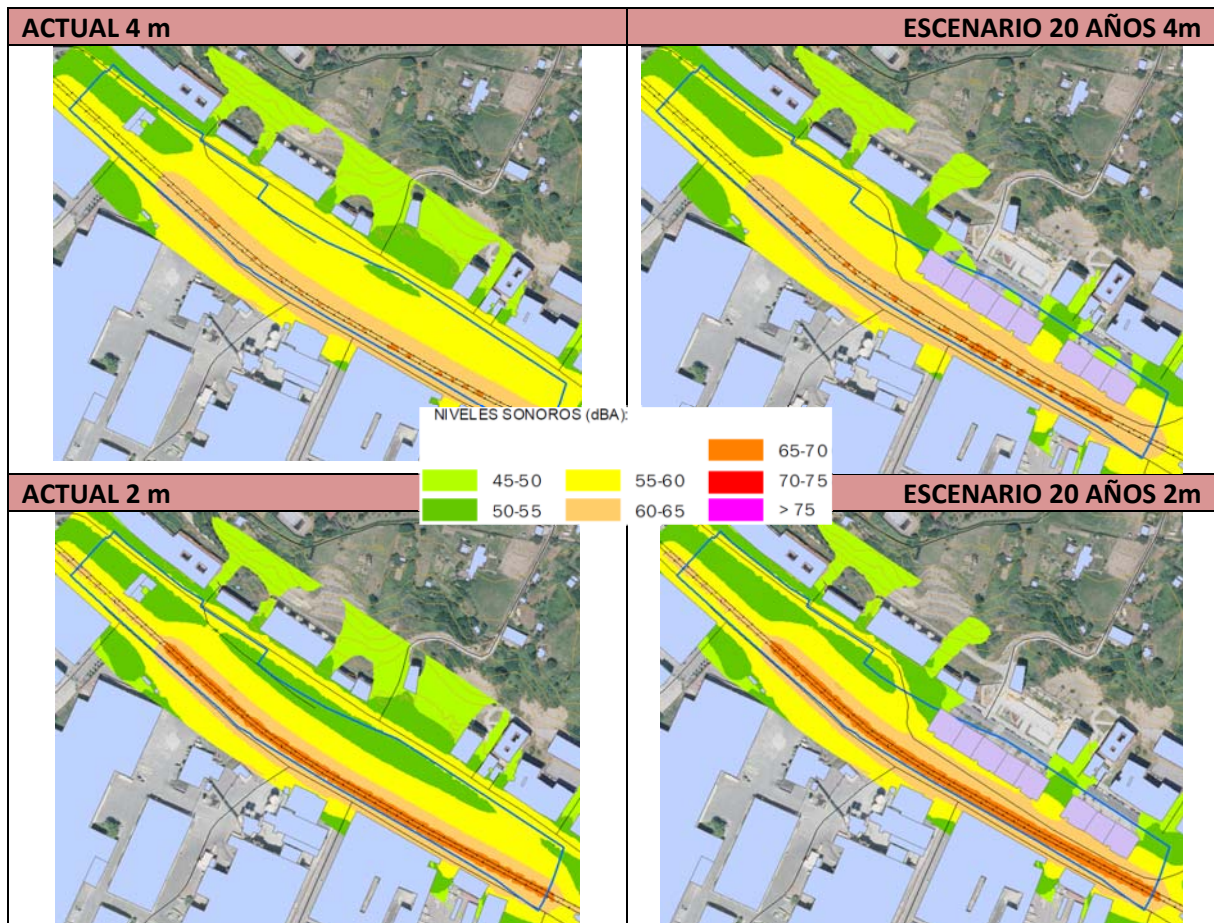 ACTUAL 4 m
ESCENARIO 20 AÑOS 4m
NIVELES SONOROS (dBA):
45-50
50-55
55-60
60-65
65-70
70-75
> 75
ACTUAL 2 m
ESCENARIO 20 AÑOS 2m